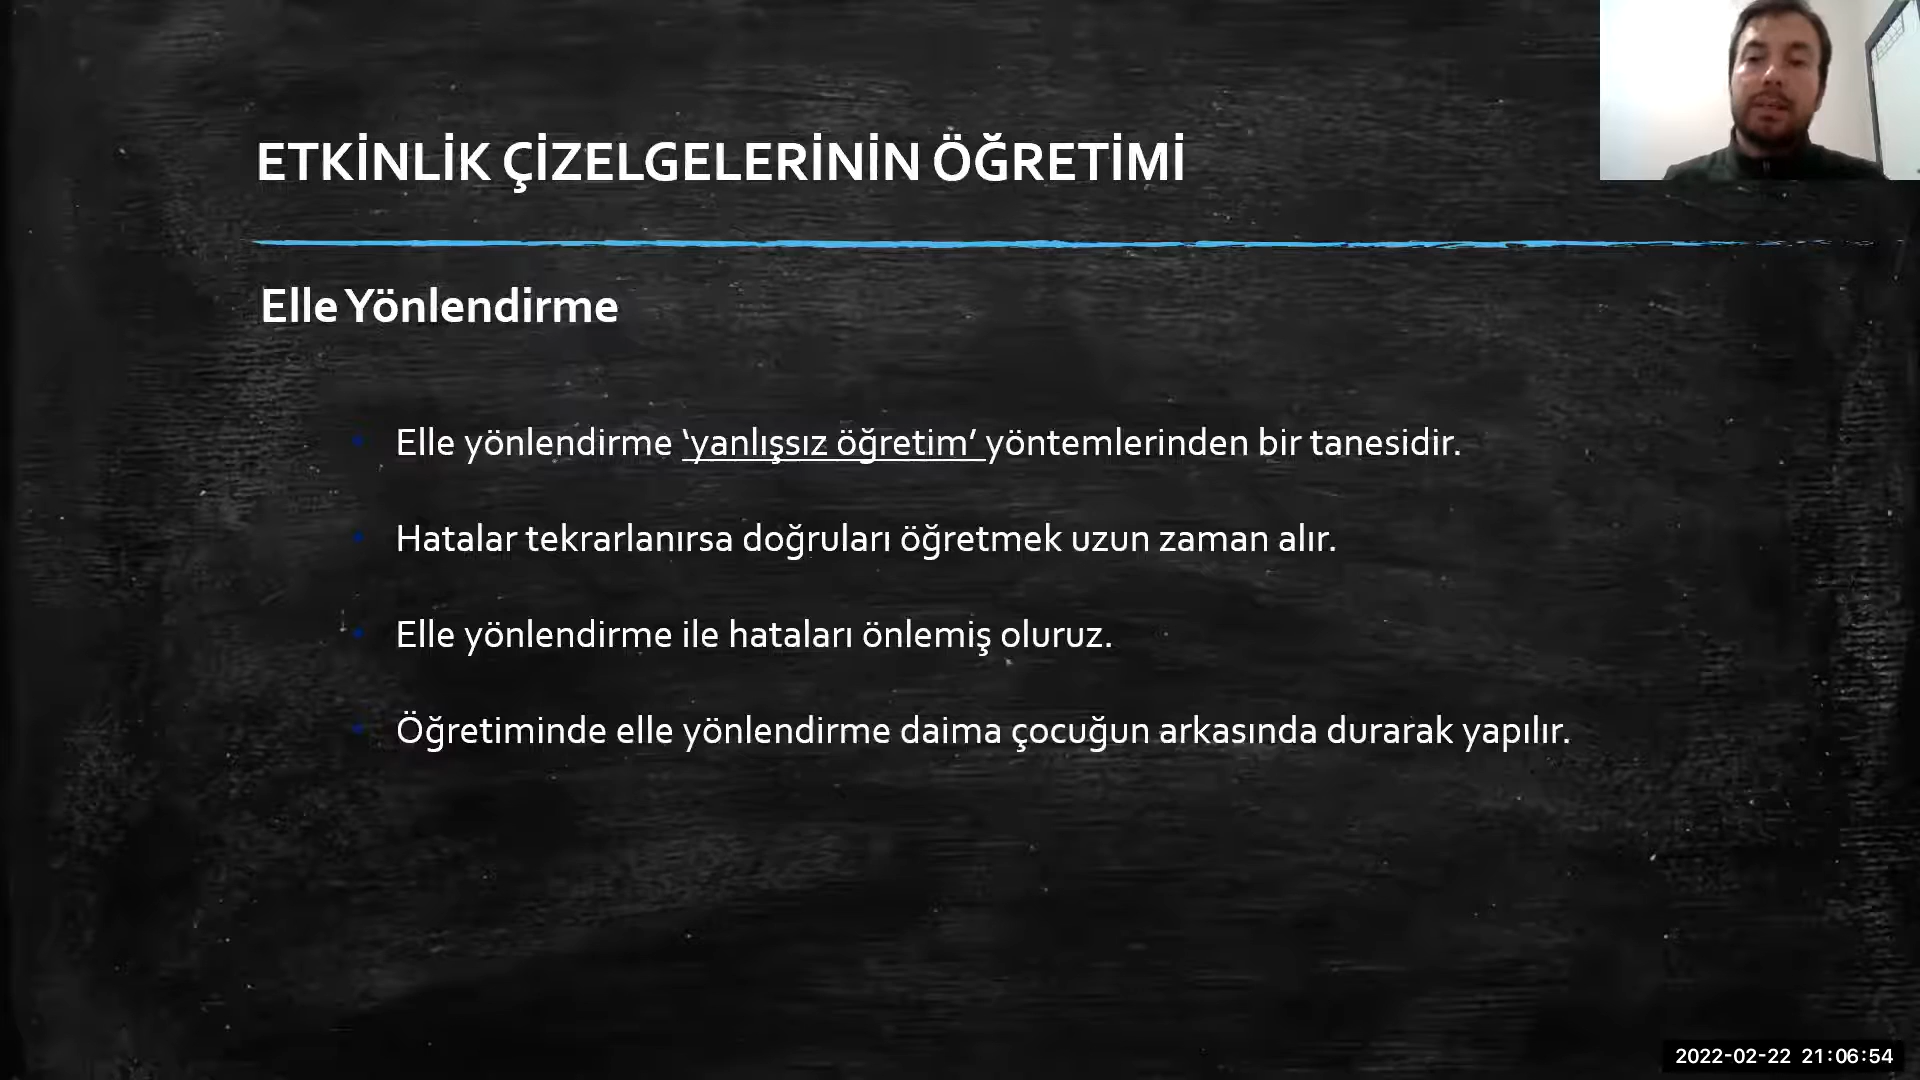 ETKİNLİK ÇİZELGELERİNİN ÖĞRETİMİ
Elle Yönlendirme
Elle yönlendirme ‘yanlışsız öğretim’ yöntemlerinden bir tanesidir.
Hatalar tekrarlanırsa doğruları öğretmek uzun zaman alır.
Elle yönlendirme ile hataları önlemiş oluruz.
Öğretiminde elle yönlendirme daima çocuğun arkasında durarak yapılır.
2022-02-22 21:06:54